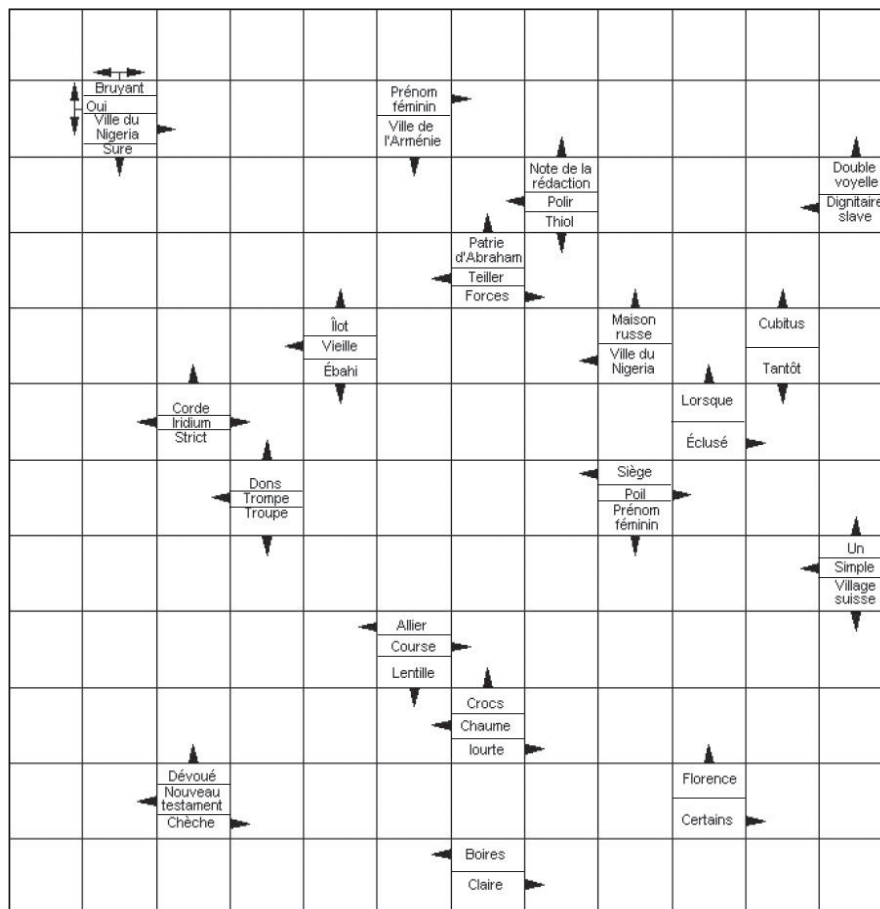 Bruyant
Oui
Ville du
Nigeria
Sure
Prénom
féminin
Ville de
l'Arménie
Note de la
rédaction
Polir
Thiol
Double
voyelle
Dignitaire
slave
Patrie
d'Abraham
Teiller
Forces
Îlot
Vieille
Ébahi
Maison
russe
Ville du
Nigeria
Cubitus
Tantôt
Corde
Iridium
Strict
Lorsque
Éclusé
Dons
Trompe
Troupe
Siège
Poil
Prénom
féminin
Un
Simple
Village
suisse
Allier
Course
Lentille
Crocs
Chaume
Iourte
Dévoué
Nouveau
testament
Chèche
Florence
Certains
Boires
Claire